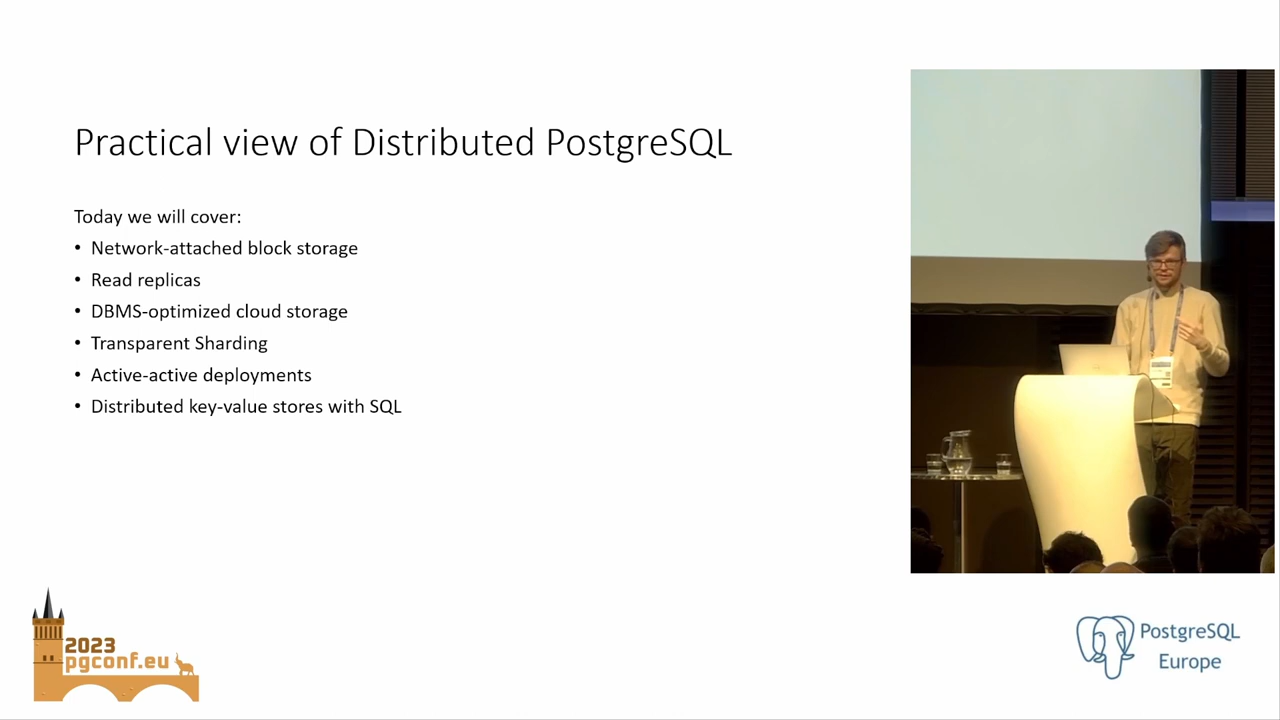 Practical view of Distributed PostgreSQL
Today we will cover:
• Network-attached block storage
• Read replicas
• DBMS-optimized cloud storage
• Transparent Sharding
• Active-active deployments
• Distributed key-value stores with SQL
2023
pgconf.eu
PostgreSQL
Europe